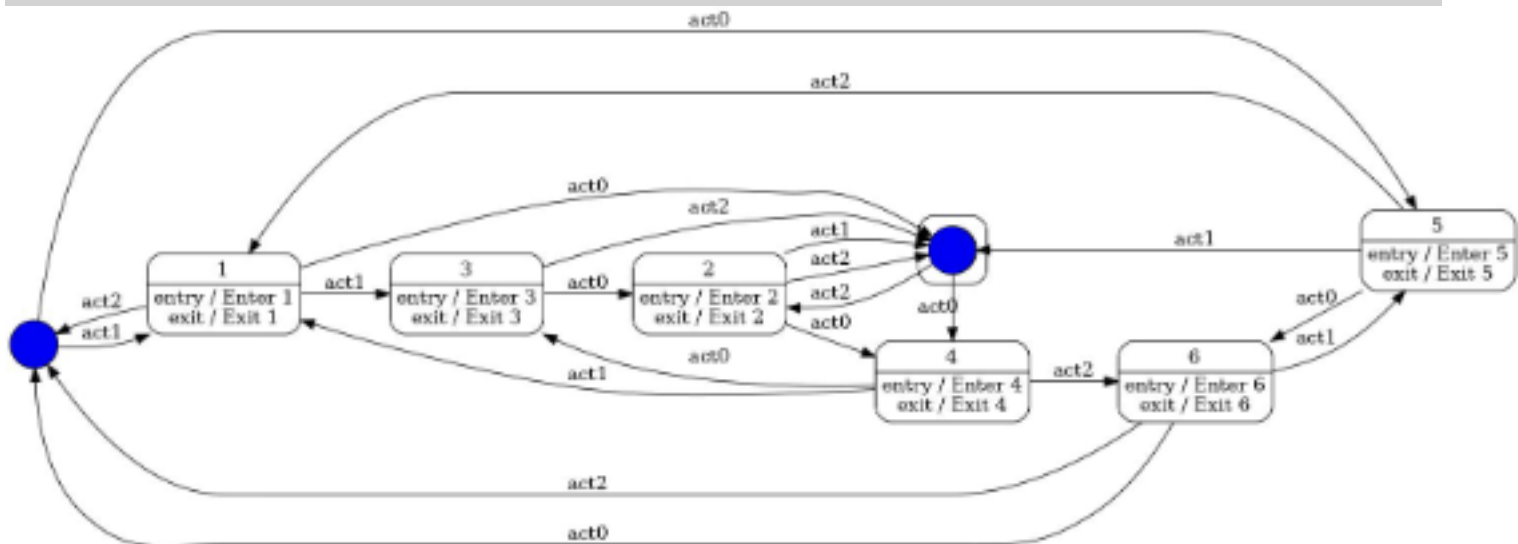 act0
act2
act0
act2
act1
act1
act2
act2
act0
act1
act0
act2
act1
1
entry / Enter 1
exit / Exit 1
3
entry / Enter 3
exit / Exit 3
2
entry / Enter 2
exit / Exit 2
5
entry / Enter 5
exit / Exit 5
act0
act0
act1
act0
act1
4
entry / Enter 4
exit / Exit 4
act2
6
entry / Enter 6
exit / Exit 6
act2
act0